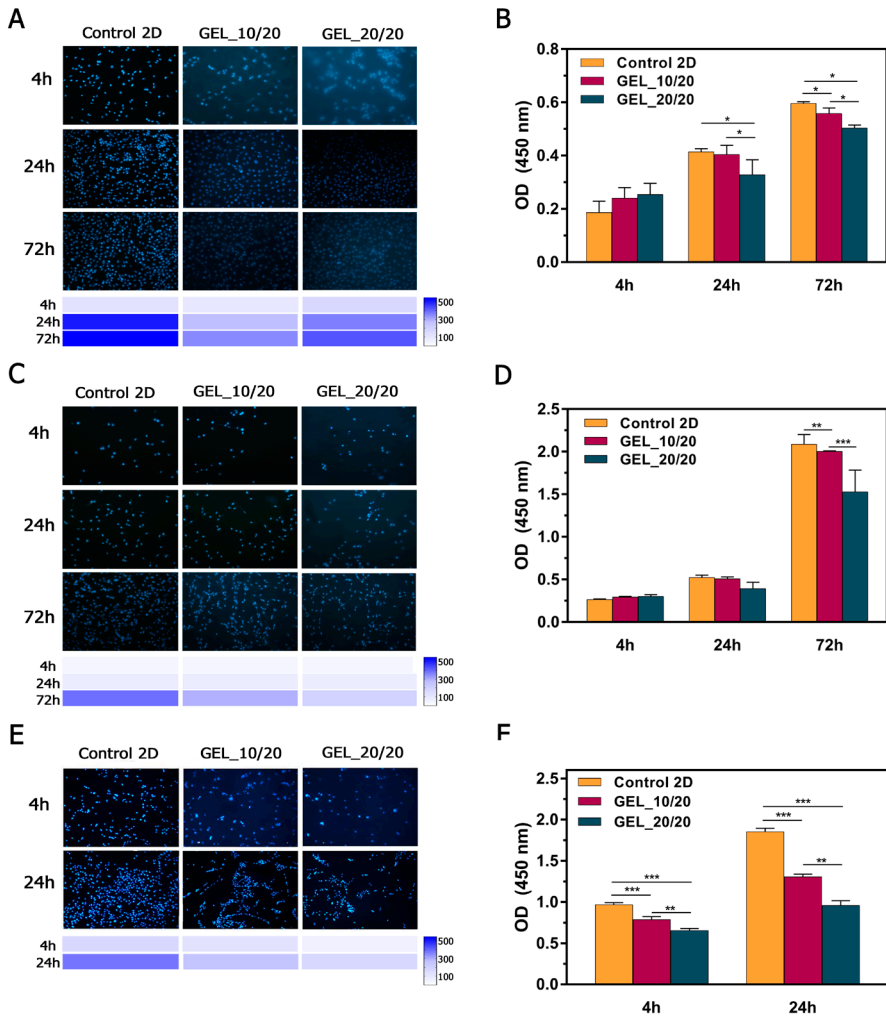 A
Control 2D GEL_10/20 GEL_20/20
4h
24h
72h
4h
24h
72h
500
300
100
B
0.8
0.6
0.4
0.2
0.0
OD (450 nm)
Control 2D
GEL_10/20
GEL_20/20
*
*
*
*
*
4h 24h 72h
C
Control 2D GEL_10/20 GEL_20/20
4h
24h
72h
4h
24h
72h
500
300
100
D
2.5
2.0
1.5
1.0
0.5
0.0
OD (450 nm)
Control 2D
GEL_10/20
GEL_20/20
**
***
4h 24h 72h
E
Control 2D GEL_10/20 GEL_20/20
4h
24h
4h
24h
500
300
100
F
2.5
2.0
1.5
1.0
0.5
0.0
OD (450 nm)
Control 2D
GEL_10/20
GEL_20/20
***
***
**
***
***
**
4h 24h